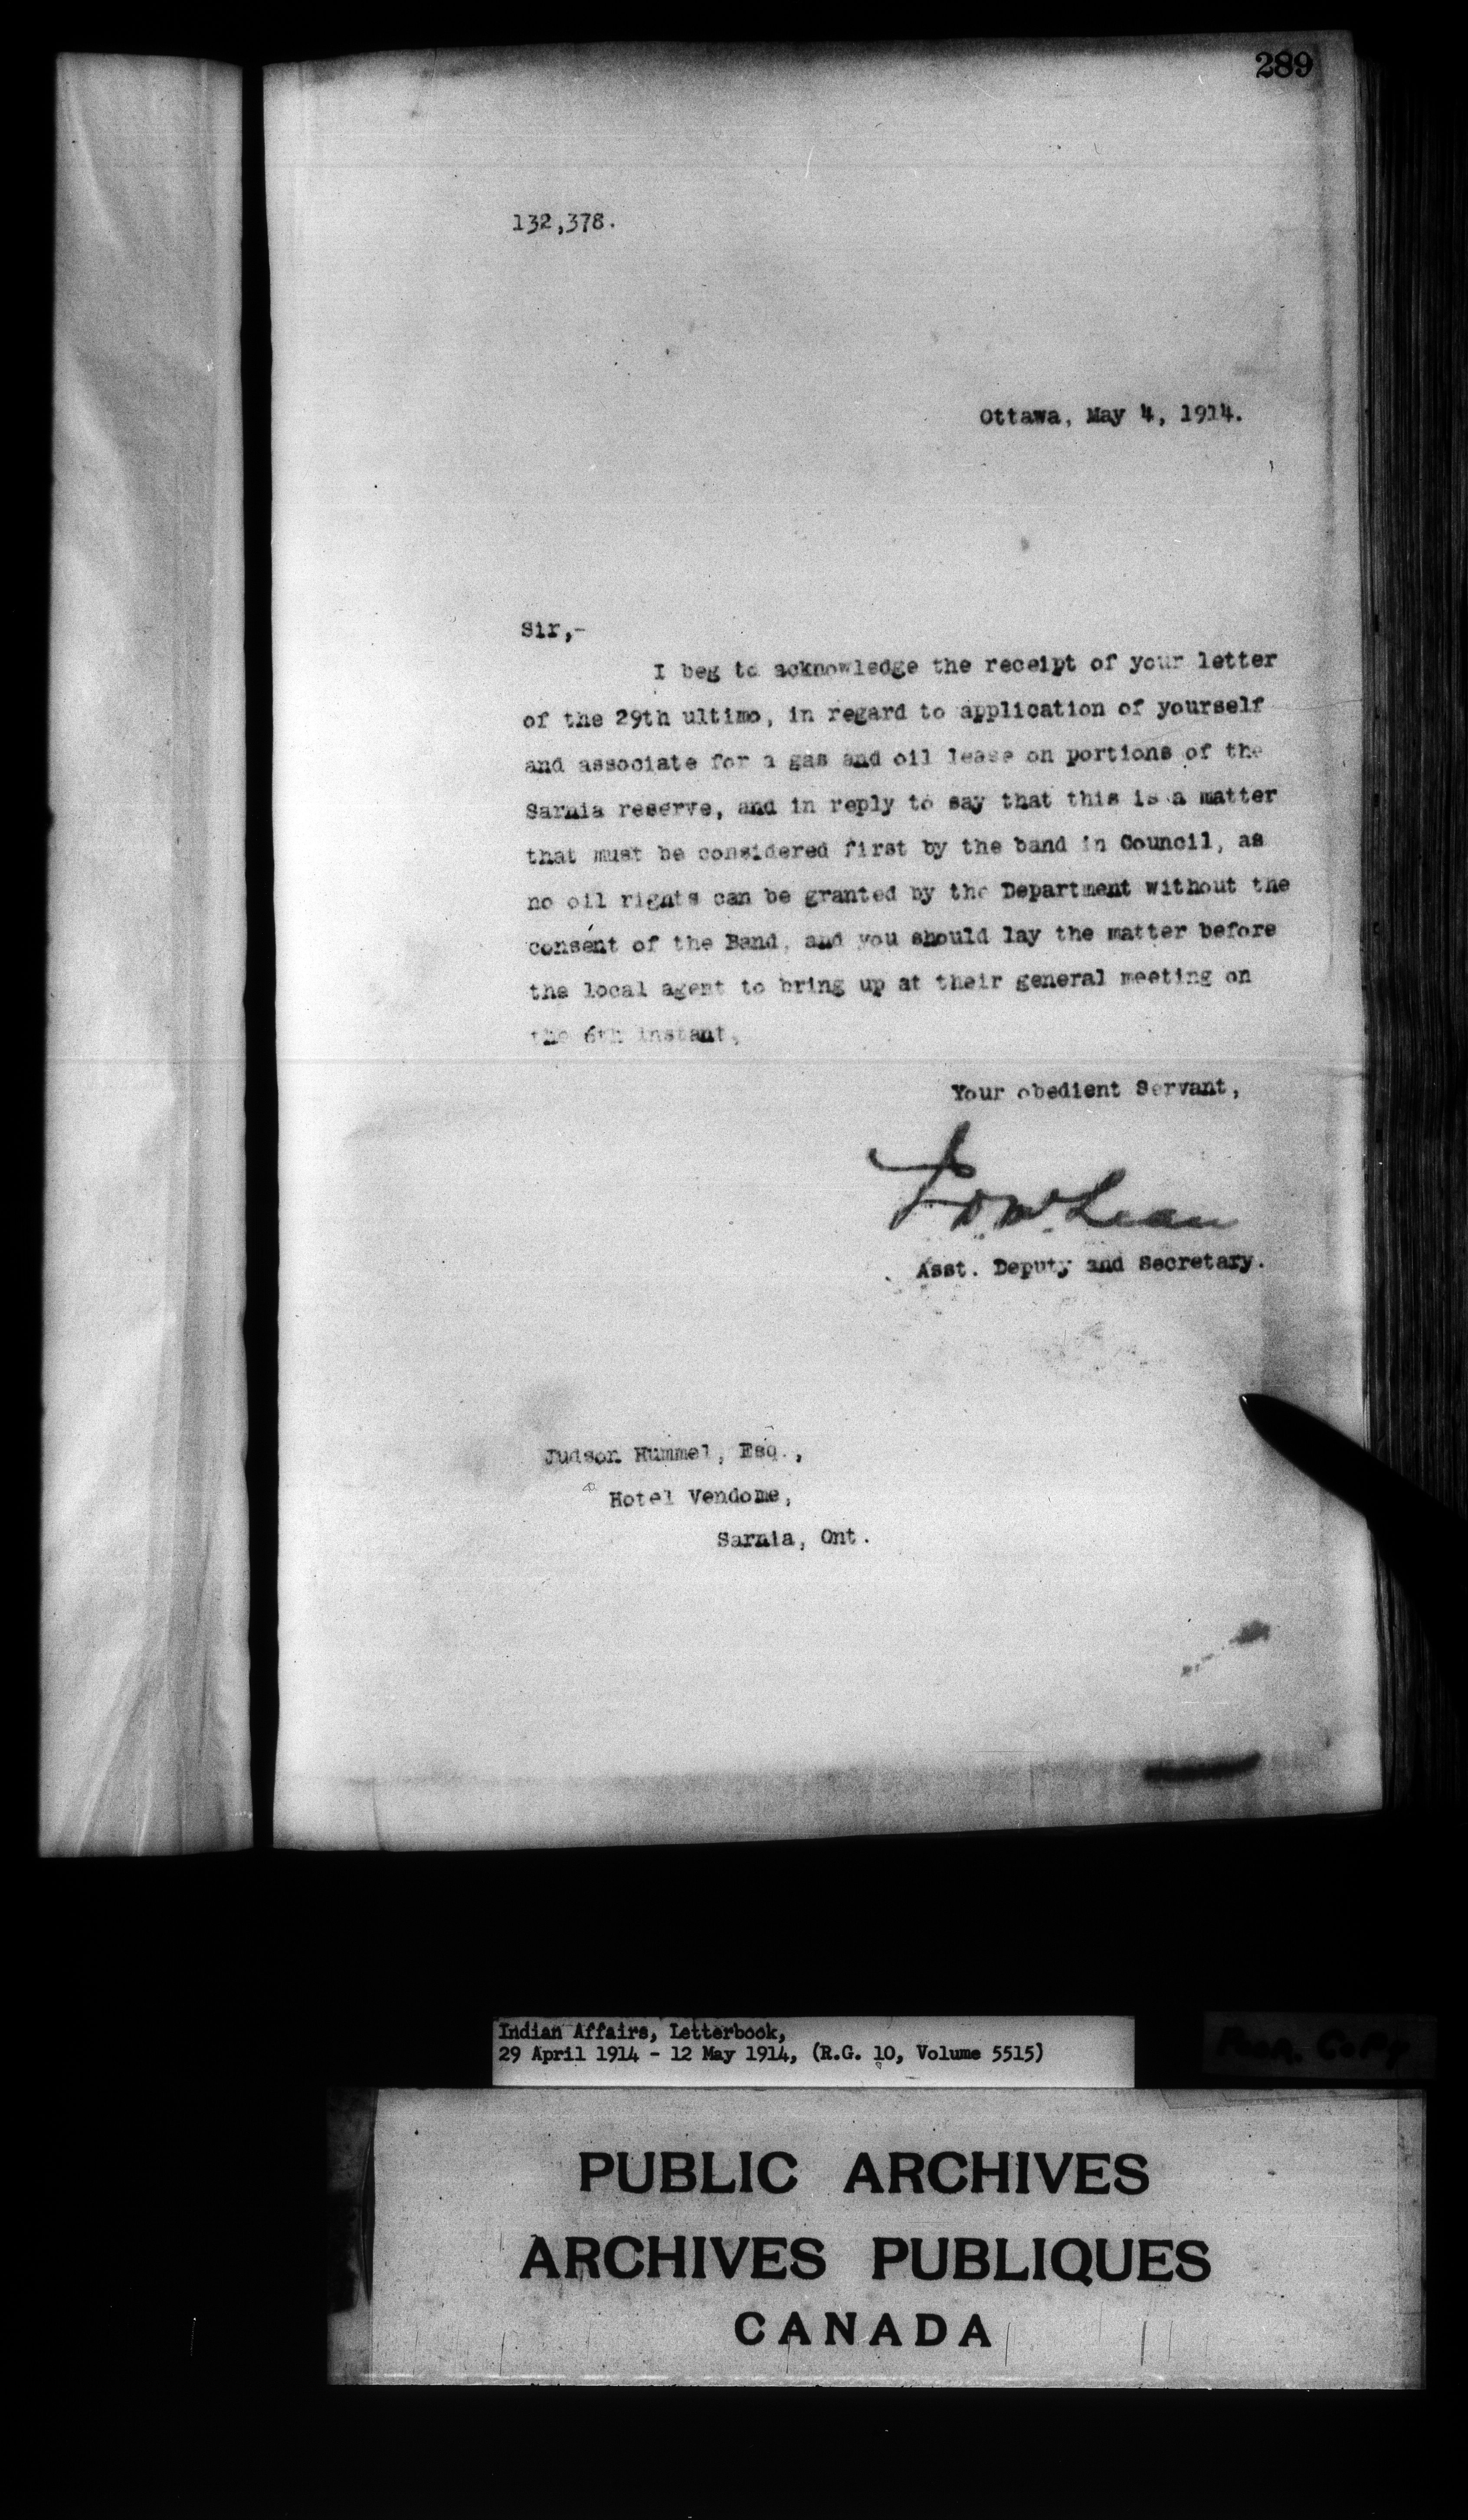 289
132,378.
Ottawa, May 4, 1914.
Sir,-
I beg to acknowledge the receipt of your letter
of the 29th ultimo, in regard to application of yourself
and associate for a gas and oil lease on portions of the
Sarnia reserve, and in reply to say that this is a matter
that must be considered first by the band in Council, as
no oil rights can be granted by the Department without the
consent of the Band, and you should lay the matter before
the local agent to bring up at their general meeting on
the 6th instant,
Your obedient Servant,
Asst. Deputy and Secretary.
Judson Hummel, Esq.,
Hotel Vendome,
Sarnia, Ont.
Indian Affairs, Letterbook,
29 April 1914 - 12 May 1914, (R.G. 10, Volume 5515)
Copy
PUBLIC ARCHIVES
ARCHIVES PUBLIQUES
CANADA